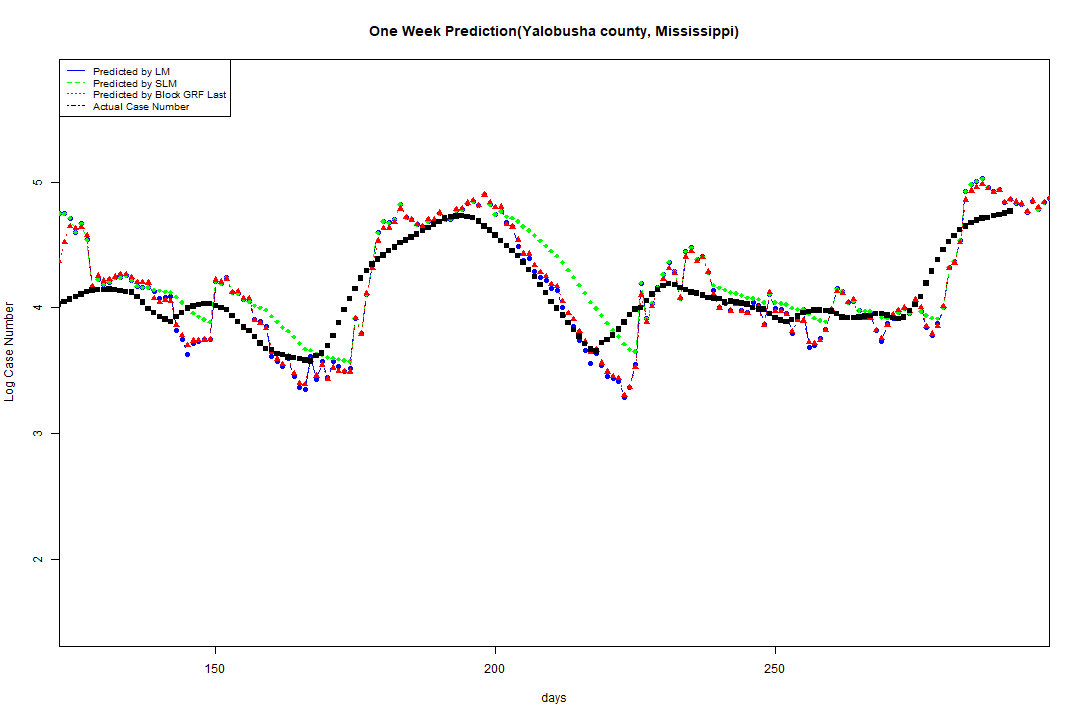 One Week Prediction(Yalobusha county, Mississippi)
Predicted by LM
Predicted by SLM
Predicted by Block GRF Last
Actual Case Number
5
4
3
2
Log Case Number
150
200
250
days